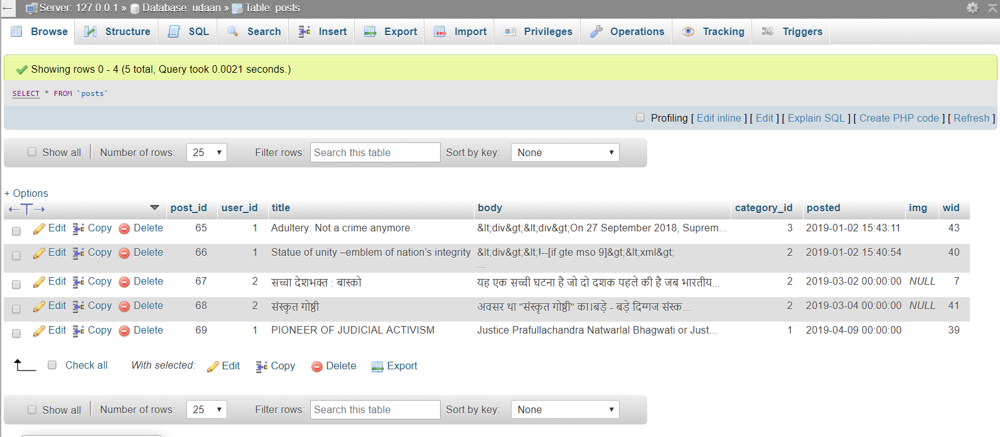 Server: 127.0.0.1 » Database: udaan » Table: posts
Browse Structure SQL Search Insert Export Import Privileges Operations Tracking Triggers
Showing rows 0 - 4 (5 total, Query took 0.0021 seconds.)
SELECT * FROM `posts`
Profiling [ Edit inline ] [ Edit ] [ Explain SQL ] [ Create PHP code ] [ Refresh ]
Show all Number of rows: 25 Filter rows: Search this table Sort by key: None
+ Options
post_id user_id title body category_id posted img wid
Edit Copy Delete 65 1 Adultery: Not a crime anymore. &lt;div&gt;&lt;div&gt;On 27 September 2018, Suprem... 3 2019-01-02 15:43:11 43
Edit Copy Delete 66 1 Statue of unity –emblem of nation’s integrity &lt;div&gt;&lt;!--[if gte mso 9]&gt;&lt;xml&gt; 2 2019-01-02 15:40:54 40
...
Edit Copy Delete 67 2 सच्चा देशभक्त : बास्को यह एक सच्ची घटना है जो दो दशक पहले की है जब भारतीय... 2 2019-03-02 00:00:00 NULL 7
Edit Copy Delete 68 2 संस्कृत गोष्ठी अवसर था "संस्कृत गोष्ठी" का।बड़े - बड़े दिग्गज संस्क... 2 2019-03-04 00:00:00 NULL 41
Edit Copy Delete 69 1 PIONEER OF JUDICIAL ACTIVISM Justice Prafullachandra Natwarlal Bhagwati or Just... 1 2019-04-09 00:00:00 39
Check all With selected: Edit Copy Delete Export
Show all Number of rows: 25 Filter rows: Search this table Sort by key: None